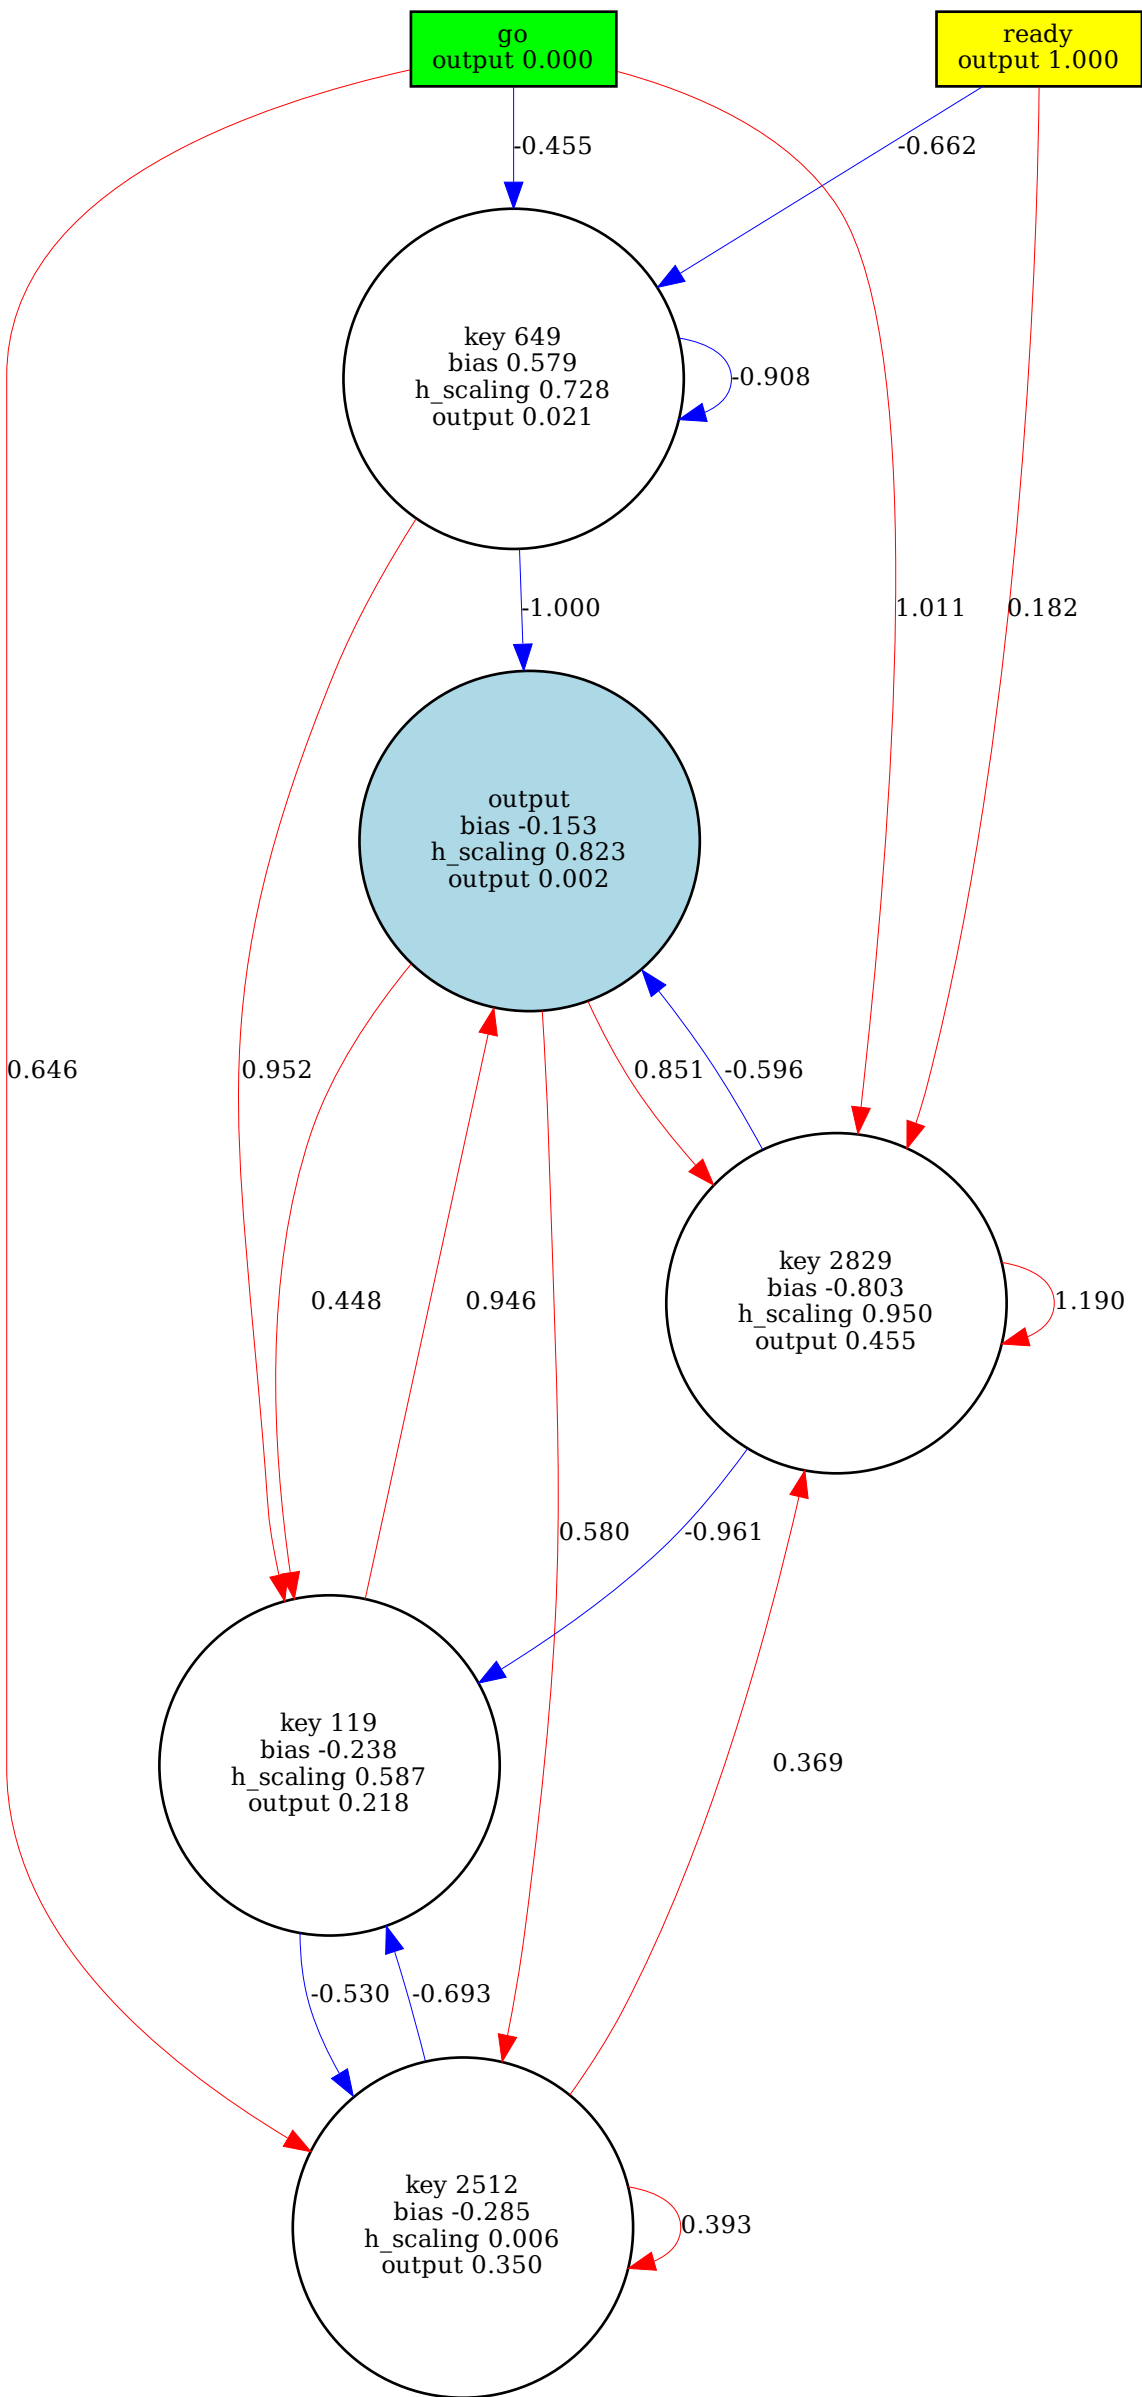 go
output 0.000
ready
output 1.000
-0.455
-0.662
key 649
bias 0.579
h_scaling 0.728
output 0.021
-0.908
-1.000
1.011
0.182
output
bias -0.153
h_scaling 0.823
output 0.002
0.646
0.952
0.851
-0.596
key 2829
bias -0.803
h_scaling 0.950
output 0.455
0.448
0.946
1.190
0.580
-0.961
key 119
bias -0.238
h_scaling 0.587
output 0.218
0.369
-0.530
-0.693
key 2512
bias -0.285
h_scaling 0.006
output 0.350
0.393